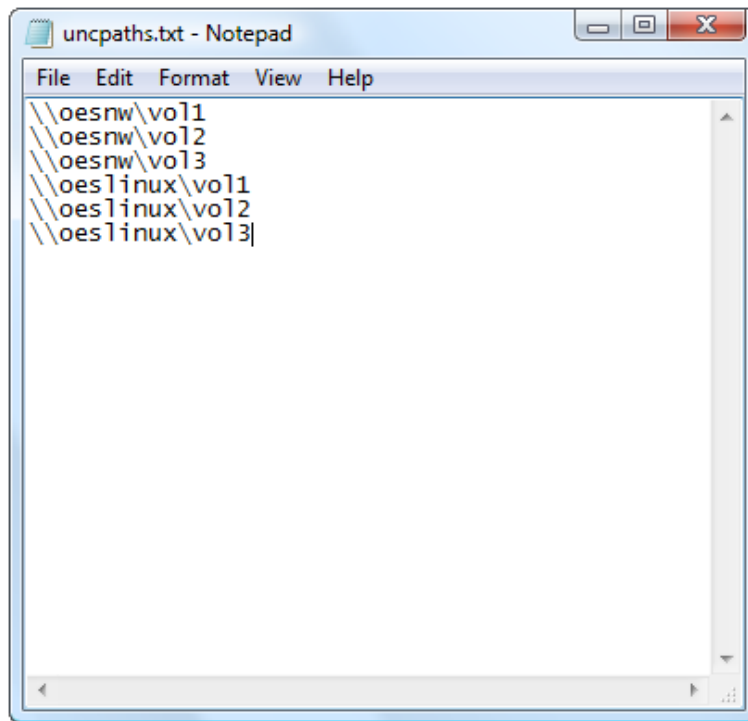 uncpaths.txt - Notepad
File Edit Format View Help
\\oesnw\vol1
\\oesnw\vol2
\\oesnw\vol3
\\oeslinux\vol1
\\oeslinux\vol2
\\oeslinux\vol3